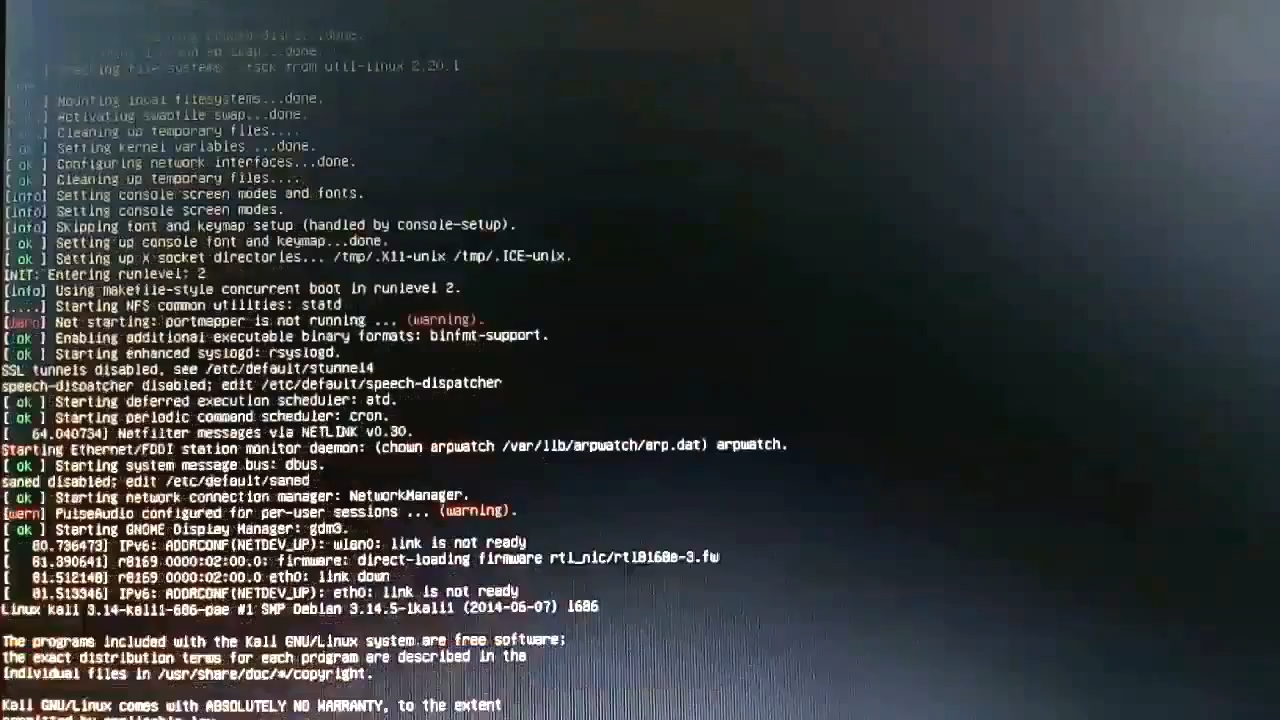 ...done.
...done.
file systems fsck from util-linux 2.20.1
[ ] Mounting local filesystems...done.
[ ] Activating swapfile swap...done.
[ ] Cleaning up temporary files....
[ ok ] Setting kernel variables ...done.
[ ok ] Configuring network interfaces...done.
[ ok ] Cleaning up temporary files....
[info] Setting console screen modes and fonts.
[info] Setting console screen modes.
[info] Skipping font and keymap setup (handled by console-setup).
[ ok ] Setting up console font and keymap...done.
[ ok ] Setting up X socket directories... /tmp/.X11-unix /tmp/.ICE-unix.
INIT: Entering runlevel: 2
[info] Using makefile-style concurrent boot in runlevel 2.
[....] Starting NFS common utilities: statd
[warn] Not starting: portmapper is not running ... (warning).
[ ok ] Enabling additional executable binary formats: binfmt-support.
[ ok ] Starting enhanced syslogd: rsyslogd.
SSL tunnels disabled, see /etc/default/stunnel4
speech-dispatcher disabled; edit /etc/default/speech-dispatcher
[ ok ] Starting deferred execution scheduler: atd.
[ ok ] Starting periodic command scheduler: cron.
[ 64.040734] Netfilter messages via NETLINK v0.30.
Starting Ethernet/FDDI station monitor daemon: (chown arpwatch /var/lib/arpwatch/arp.dat) arpwatch.
[ ok ] Starting system message bus: dbus.
saned disabled; edit /etc/default/saned
[ ok ] Starting network connection manager: NetworkManager.
[warn] PulseAudio configured for per-user sessions ... (warning).
[ ok ] Starting GNOME Display Manager: gdm3.
[ 80.736473] IPv6: ADDRCONF(NETDEV_UP): wlan0: link is not ready
[ 81.390641] r8169 0000:02:00.0: firmware: direct-loading firmware rtl_nic/rtl8168e-3.fw
[ 81.512148] r8169 0000:02:00.0 eth0: link down
[ 81.513346] IPv6: ADDRCONF(NETDEV_UP): eth0: link is not ready
Linux kali 3.14-kali1-686-pae #1 SMP Debian 3.14.5-1kali1 (2014-06-07) i686
The programs included with the Kali GNU/Linux system are free software;
the exact distribution terms for each program are described in the
individual files in /usr/share/doc/*/copyright.
Kali GNU/Linux comes with ABSOLUTELY NO WARRANTY, to the extent
permitted by applicable law.